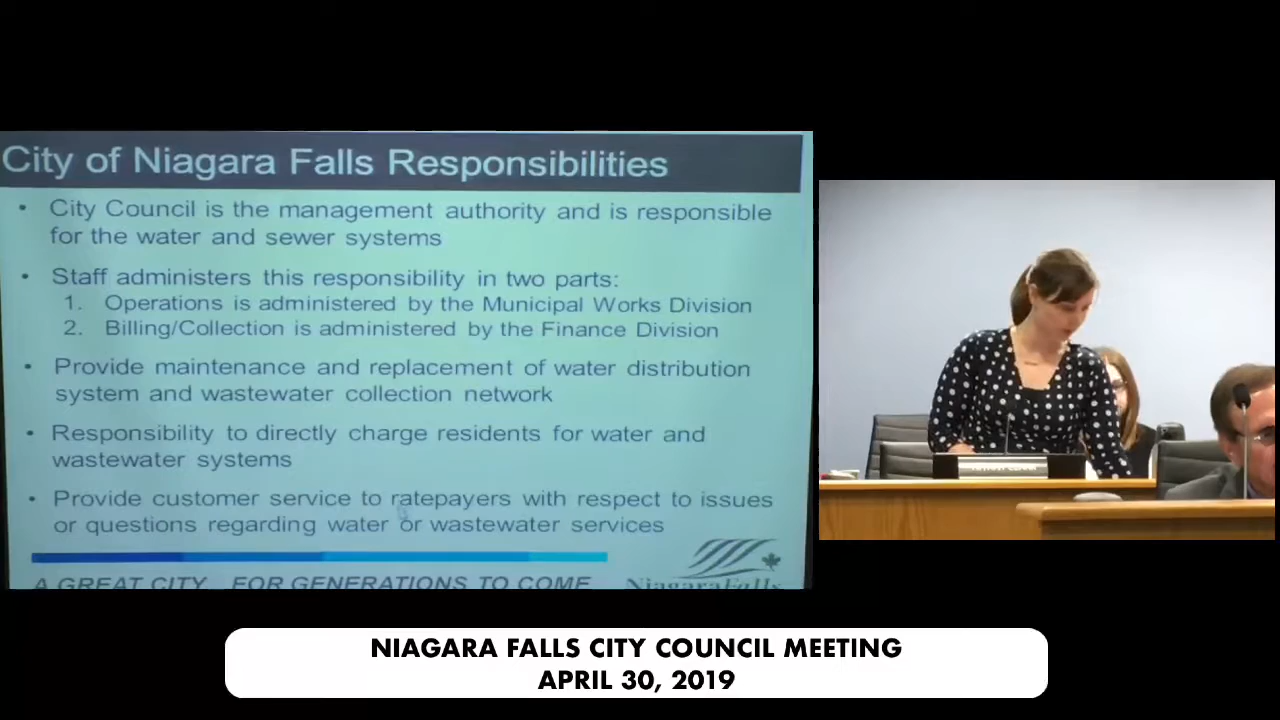 City of Niagara Falls Responsibilities
• City Council is the management authority and is responsible
for the water and sewer systems
• Staff administers this responsibility in two parts:
1. Operations is administered by the Municipal Works Division
2. Billing/Collection is administered by the Finance Division
• Provide maintenance and replacement of water distribution
system and wastewater collection network
• Responsibility to directly charge residents for water and
wastewater systems
• Provide customer service to ratepayers with respect to issues
or questions regarding water or wastewater services
A GREAT CITY... FOR GENERATIONS TO COME
NiagaraFalls
NIAGARA FALLS CITY COUNCIL MEETING
APRIL 30, 2019